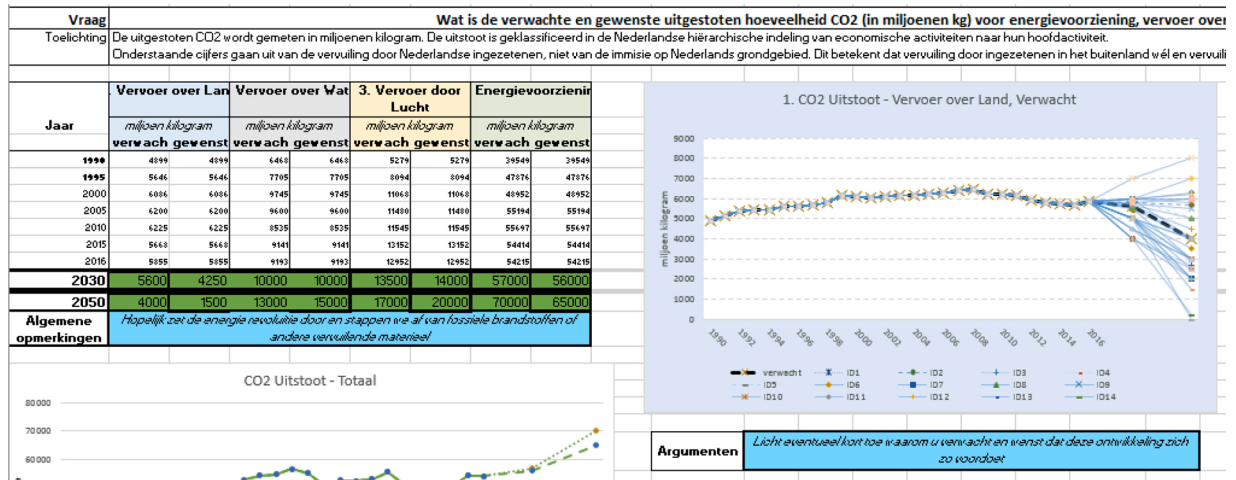 Vraag Wat is de verwachte en gewenste uitgestoten hoeveelheid CO2 (in miljoenen kg) voor energievoorziening, vervoer over
Toelichting De uitgestoten CO2 wordt gemeten in miljoenen kilogram. De uitstoot is geklassificeerd in de Nederlandse hiërarchische indeling van economische activiteiten naar hun hoofdactiviteit.
Onderstaande cijfers gaan uit van de vervuiling door Nederlandse ingezetenen, niet van de immisie op Nederlands grondgebied. Dit betekent dat vervuiling door ingezetenen in het buitenland wél en vervuili
. Vervoer over Lan Vervoer over Wat 3. Vervoer door Lucht Energievoorzienin
Jaar miljoen kilogram miljoen kilogram miljoen kilogram miljoen kilogram
verwach gewenst verwach gewenst verwach gewenst verwach gewenst
1990 4899 4899 6468 6468 5279 5279 39549 39549
1995 5646 5646 7705 7705 8094 8094 47876 47876
2000 6086 6086 9745 9745 11068 11068 48952 48952
2005 6200 6200 9600 9600 11480 11480 55194 55194
2010 6225 6225 8535 8535 11545 11545 55697 55697
2015 5668 5668 9141 9141 13152 13152 54414 54414
2016 5855 5855 9193 9193 12952 12952 54215 54215
2030 5600 4250 10000 10000 13500 14000 57000 56000
2050 4000 1500 13000 15000 17000 20000 70000 65000
Algemene opmerkingen
Hopelijk zet de energie revoluitie door en stappen we af van fossiele brandstoffen of
andere vervuilende materieel
1. CO2 Uitstoot - Vervoer over Land, Verwacht
miljoen kilogram
9000
8000
7000
6000
5000
4000
3000
2000
1000
0
1990 1992 1994 1996 1998 2000 2002 2004 2006 2008 2010 2012 2014 2016
verwacht ID1 ID2 ID3 ID4
ID5 ID6 ID7 ID8 ID9
ID10 ID11 ID12 ID13 ID14
CO2 Uitstoot - Totaal
80000
70000
60000
Argumenten
Licht eventueel kort toe waarom u verwacht en wenst dat deze ontwikkeling zich
zo voordoet